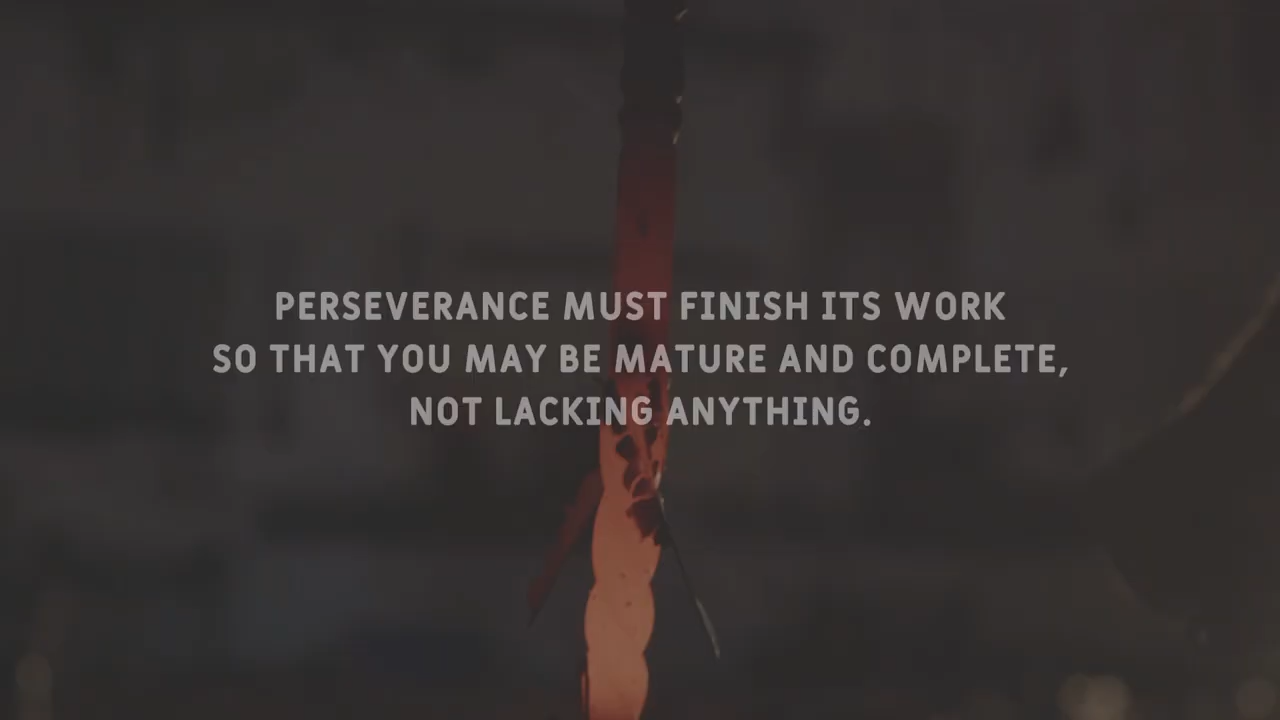 PERSEVERANCE MUST FINISH ITS WORK
SO THAT YOU MAY BE MATURE AND COMPLETE,
NOT LACKING ANYTHING.